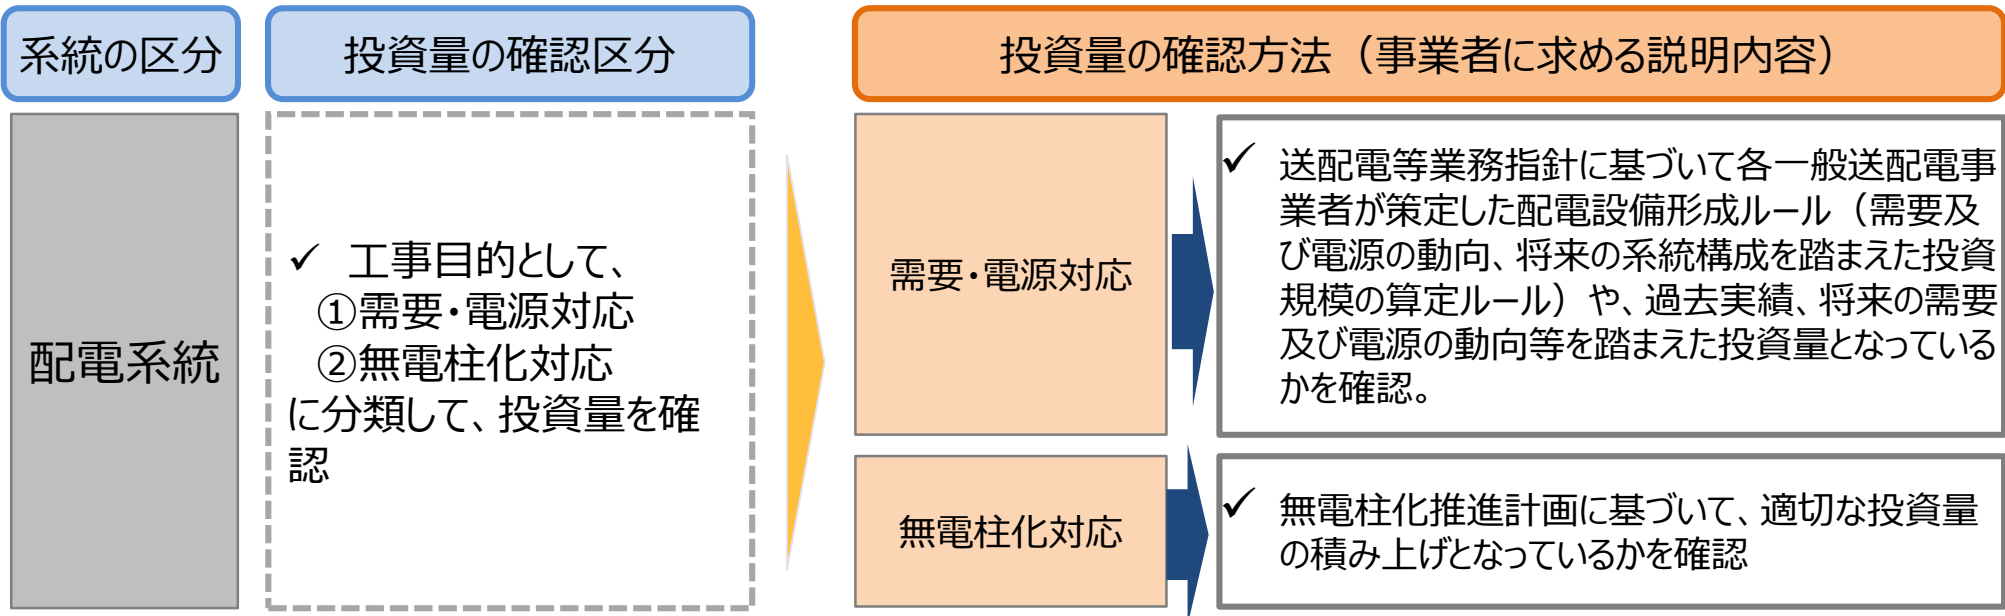 系統の区分
投資量の確認区分
投資量の確認方法（事業者に求める説明内容）
配電系統
✓ 工事目的として、
①需要・電源対応
②無電柱化対応
に分類して、投資量を確
認
需要・電源対応
✓ 送配電等業務指針に基づいて各一般送配電事
業者が策定した配電設備形成ルール（需要及
び電源の動向、将来の系統構成を踏まえた投資
規模の算定ルール）や、過去実績、将来の需要
及び電源の動向等を踏まえた投資量となっている
かを確認。
無電柱化対応
✓ 無電柱化推進計画に基づいて、適切な投資量
の積み上げとなっているかを確認